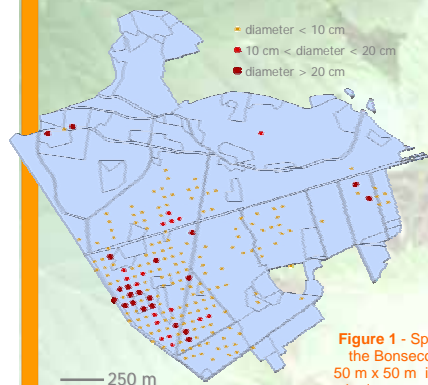 diameter < 10 cm
10 cm < diameter < 20 cm
diameter > 20 cm
Figure 1 - Sp
the Bonseco
50 m x 50 m i
250 m